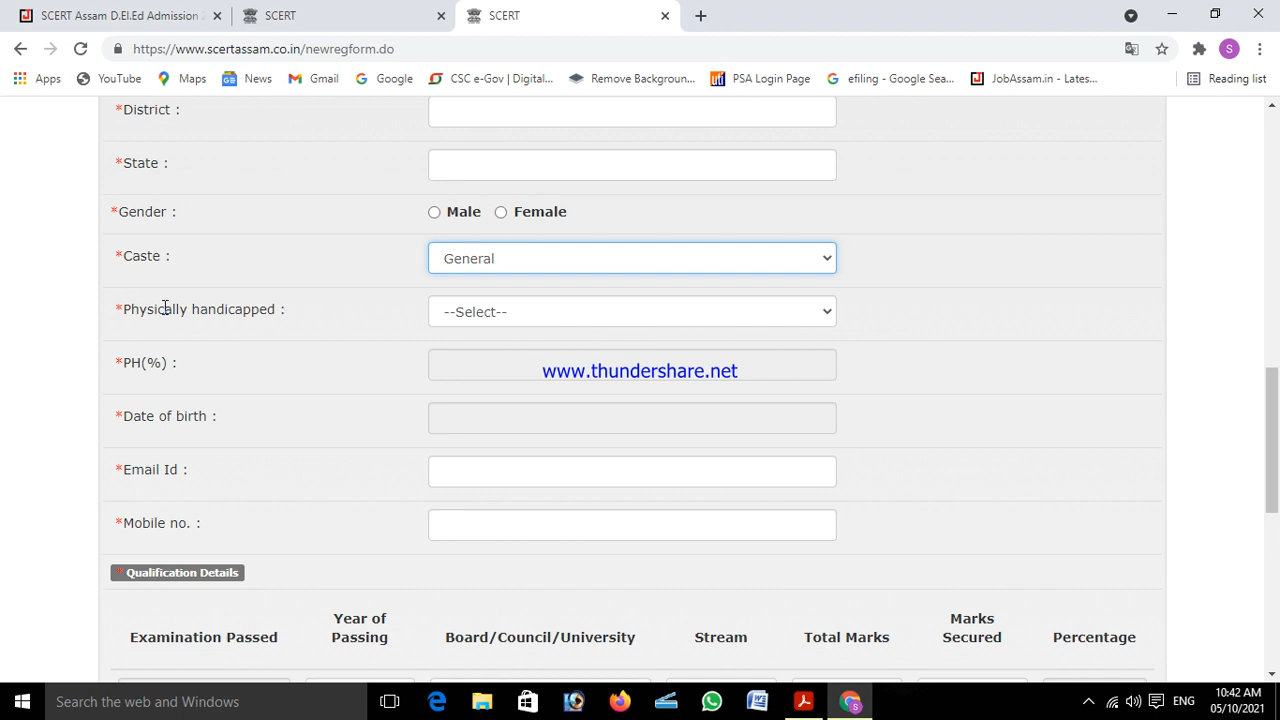 SCERT Assam D.El.Ed Admission
SCERT
SCERT
https://www.scertassam.co.in/newregform.do
Apps YouTube Maps News Gmail Google CSC e-Gov | Digital... Remove Backgroun... PSA Login Page efiling - Google Sea... JobAssam.in - Lates... Reading list
*District :
*State :
*Gender : Male Female
*Caste : General
*Physically handicapped : --Select--
*PH(%) :
www.thundershare.net
*Date of birth :
*Email Id :
*Mobile no. :
* Qualification Details
Examination Passed
Year of
Passing
Board/Council/University
Stream
Total Marks
Marks
Secured
Percentage
Search the web and Windows
ENG
10:42 AM
05/10/2021